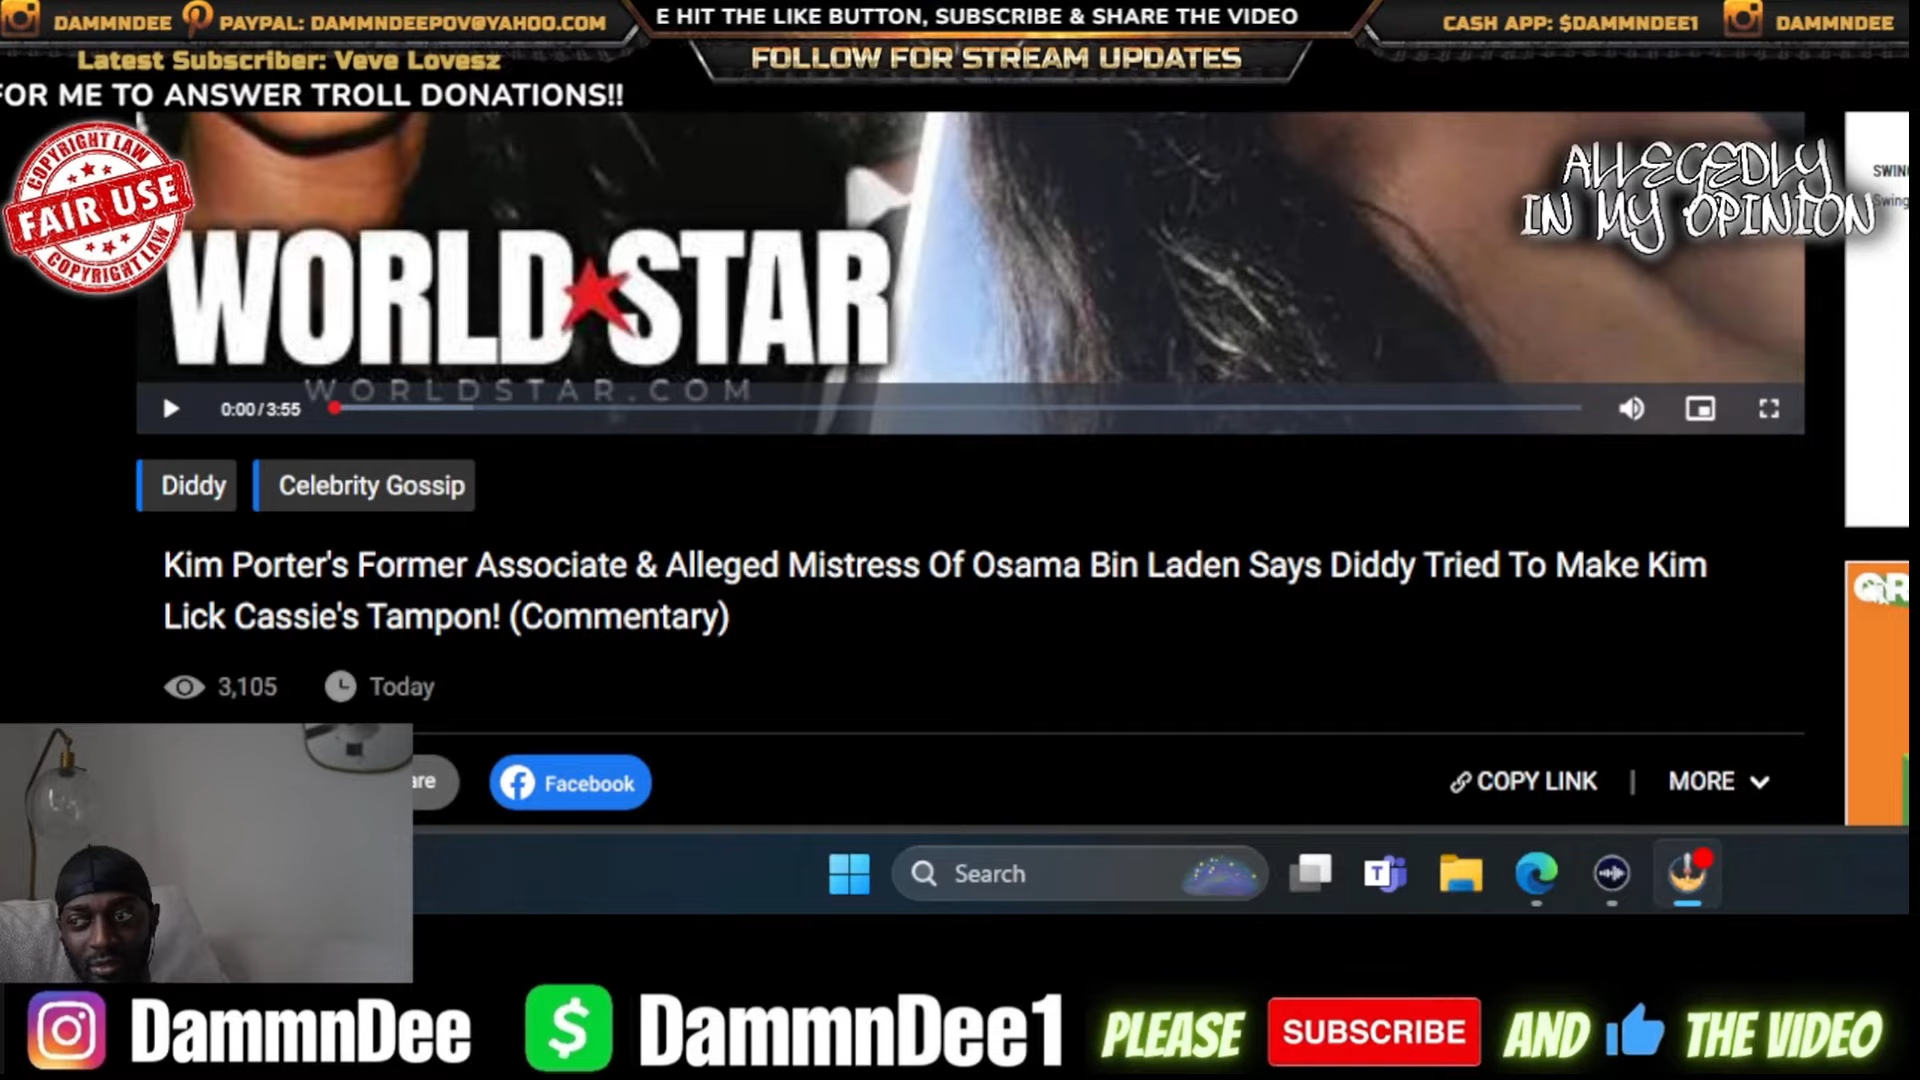 DAMMNDEE PAYPAL: DAMMNDEEPOV@YAHOO.COM
E HIT THE LIKE BUTTON, SUBSCRIBE & SHARE THE VIDEO
CASH APP: $DAMMNDEE1 DAMMNDEE
Latest Subscriber: Veve Lovesz
FOLLOW FOR STREAM UPDATES
FOR ME TO ANSWER TROLL DONATIONS!!
COPYRIGHT LAW
FAIR USE
COPYRIGHT LAW
ALLEGEDLY
IN MY OPINION
SWING
Swing
WORLD STAR
WORLDSTAR.COM
0:00 / 3:55
Diddy
Celebrity Gossip
Kim Porter's Former Associate & Alleged Mistress Of Osama Bin Laden Says Diddy Tried To Make Kim
Lick Cassie's Tampon! (Commentary)
3,105 Today
are
Facebook
COPY LINK | MORE
Search
T
DammnDee
$ DammnDee1
PLEASE SUBSCRIBE AND THE VIDEO